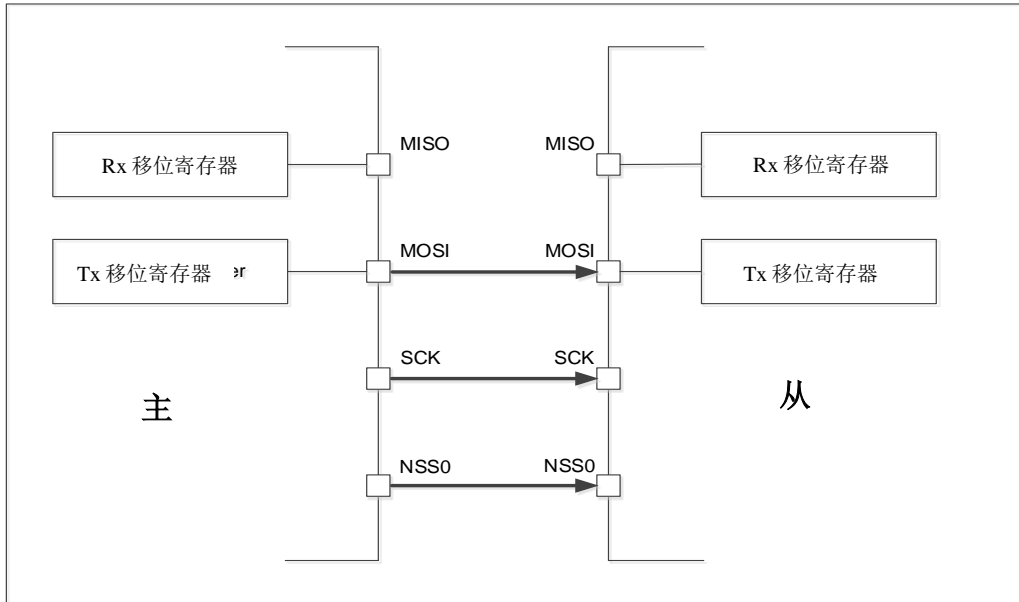 MISO
MISO
Rx 移位寄存器
Rx 移位寄存器
MOSI
MOSI
Tx 移位寄存器 er
Tx 移位寄存器
SCK
SCK
主
从
NSS0
NSS0